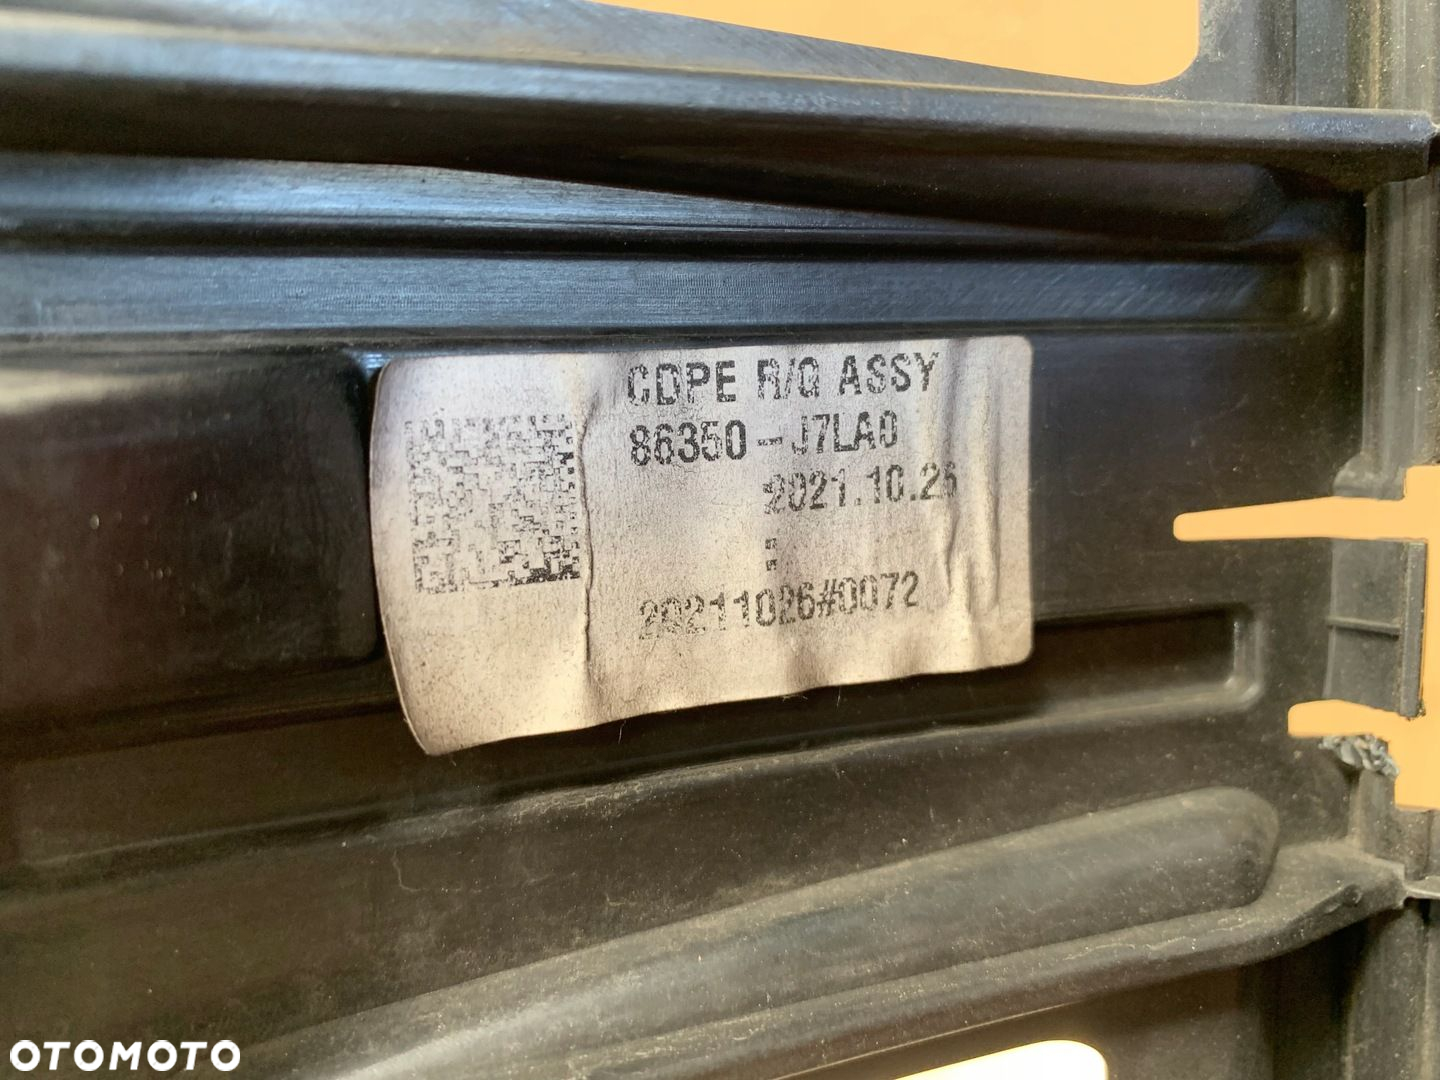 CDPE R/G ASSY
86350-J7LA0
2021.10.26
:
20211026#0072
OTOMOTO